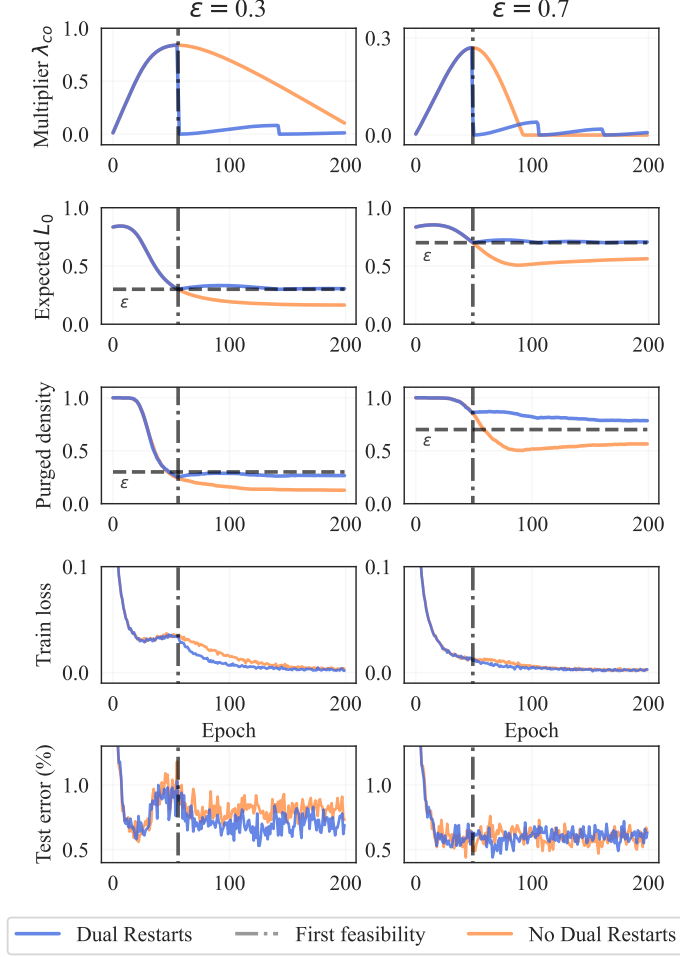 ε = 0.3 ε = 0.7
Multiplier λco
1.0
0.5
0.0
0 100 200
0.3
0.0
0 100 200
Expected L0
1.0
0.5
0.0
ε
0 100 200
1.0
0.5
0.0
ε
0 100 200
Purged density
1.0
0.5
0.0
ε
0 100 200
1.0
0.5
0.0
ε
0 100 200
Train loss
0.1
0.0
0 100 200
Epoch
0.1
0.0
0 100 200
Epoch
Test error (%)
1.0
0.5
0 100 200
1.0
0.5
0 100 200
Dual Restarts First feasibility No Dual Restarts